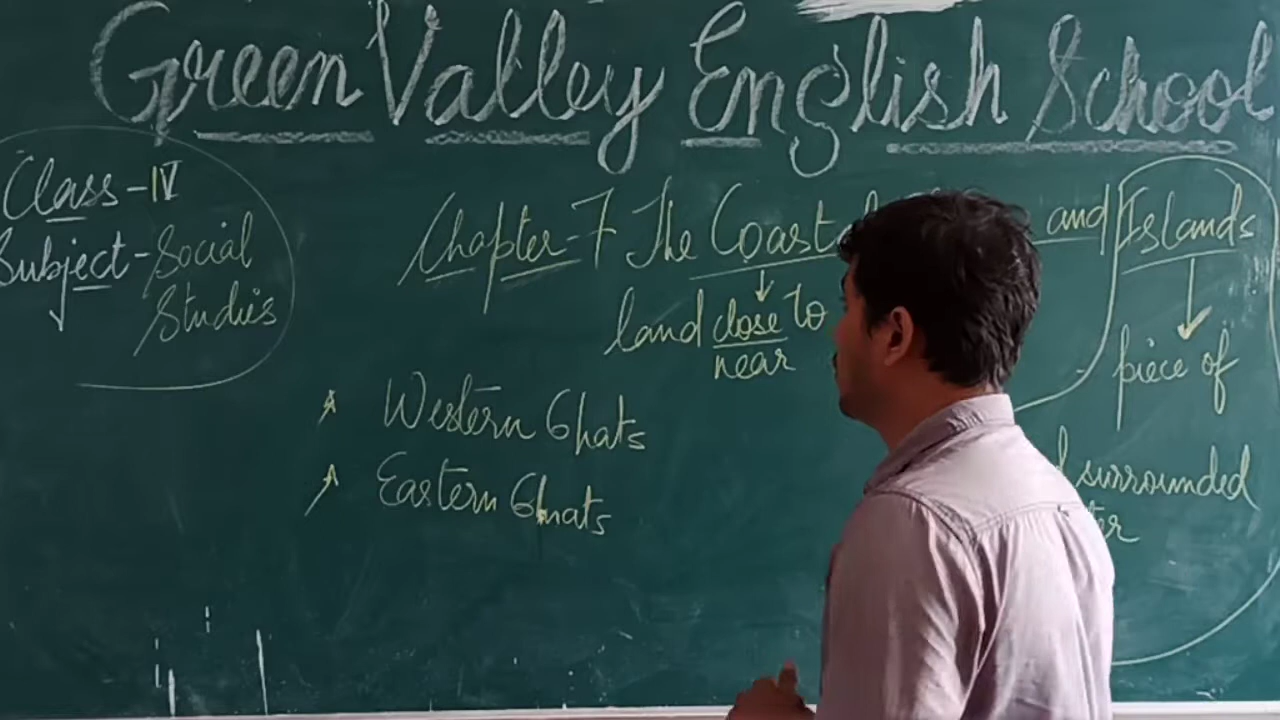 Green Valley English School
Class-IV
Subject-Social
Studies
Chapter-7 The Coastal and Islands
land close to
near
piece of
surrounded
Western Ghats
Eastern Ghats